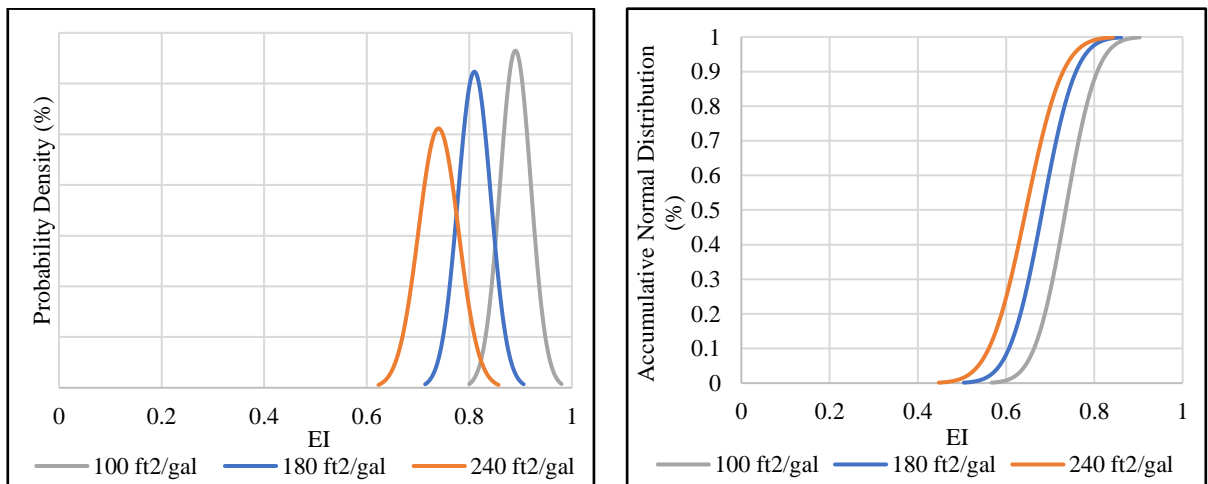 Probability Density (%)
0
0.2
0.4
0.6
0.8
1
EI
100 ft2/gal
180 ft2/gal
240 ft2/gal
Accumulative Normal Distribution
(%)
1
0.9
0.8
0.7
0.6
0.5
0.4
0.3
0.2
0.1
0
0
0.2
0.4
0.6
0.8
1
EI
100 ft2/gal
180 ft2/gal
240 ft2/gal